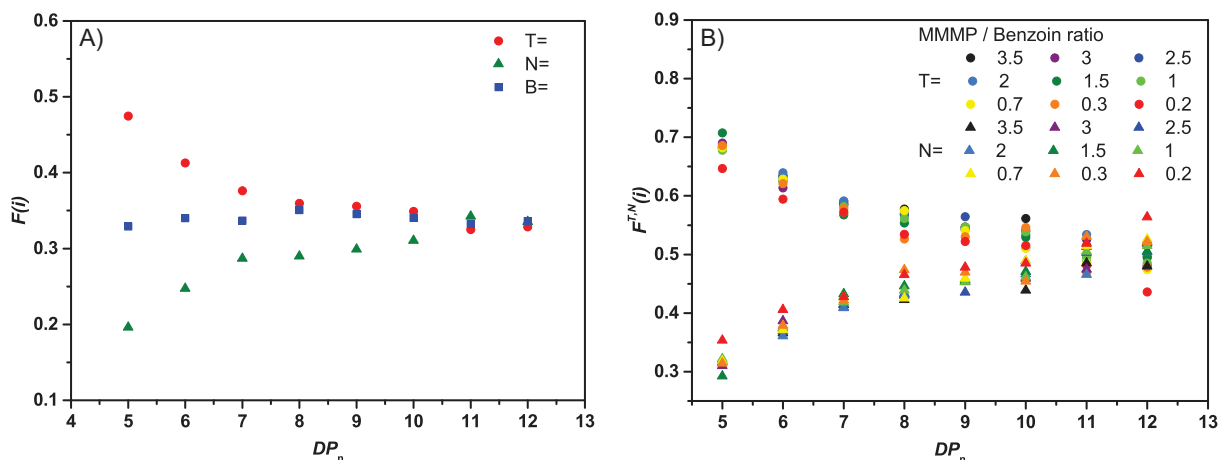 A)
T=
N=
B=
0.6
0.5
0.4
0.3
0.2
0.1
F(i)
4 5 6 7 8 9 10 11 12 13
DPn
B)
MMMP / Benzoin ratio
3.5 3 2.5
T= 2 1.5 1
0.7 0.3 0.2
3.5 3 2.5
N= 2 1.5 1
0.7 0.3 0.2
0.9
0.8
0.7
0.6
0.5
0.4
0.3
F^T,N(i)
5 6 7 8 9 10 11 12 13
DPn